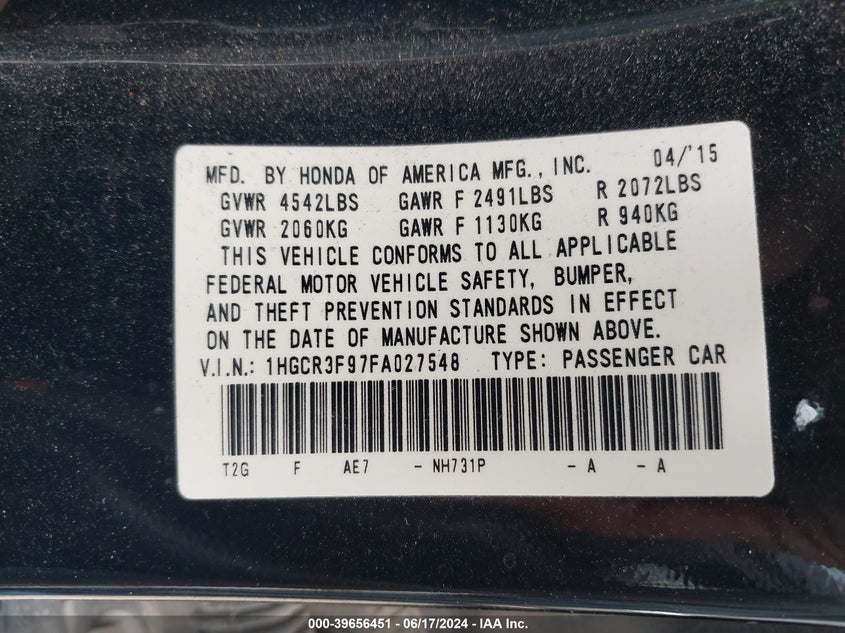 MFD. BY HONDA OF AMERICA MFG., INC. 04/'15
GVWR 4542LBS GAWR F 2491LBS R 2072LBS
GVWR 2060KG GAWR F 1130KG R 940KG
THIS VEHICLE CONFORMS TO ALL APPLICABLE
FEDERAL MOTOR VEHICLE SAFETY, BUMPER,
AND THEFT PREVENTION STANDARDS IN EFFECT
ON THE DATE OF MANUFACTURE SHOWN ABOVE.
V.I.N.: 1HGCR3F97FA027548 TYPE: PASSENGER CAR
T2G F AE7 - NH731P - A - A
000-39656451 - 06/17/2024 - IAA Inc.